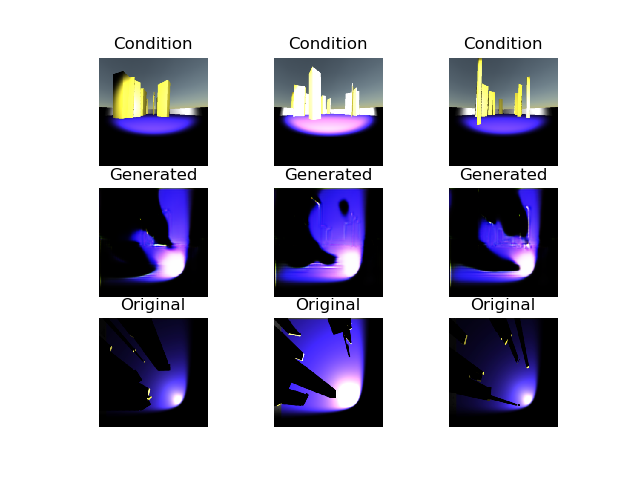 Condition Condition Condition
Generated Generated Generated
Original Original Original